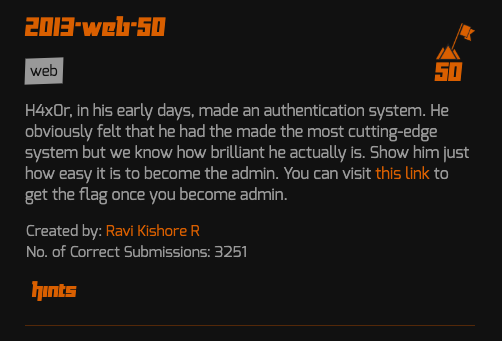 2013-web-50
50
web
H4x0r, in his early days, made an authentication system. He
obviously felt that he had the made the most cutting-edge
system but we know how brilliant he actually is. Show him just
how easy it is to become the admin. You can visit this link to
get the flag once you become admin.
Created by: Ravi Kishore R
No. of Correct Submissions: 3251
hints